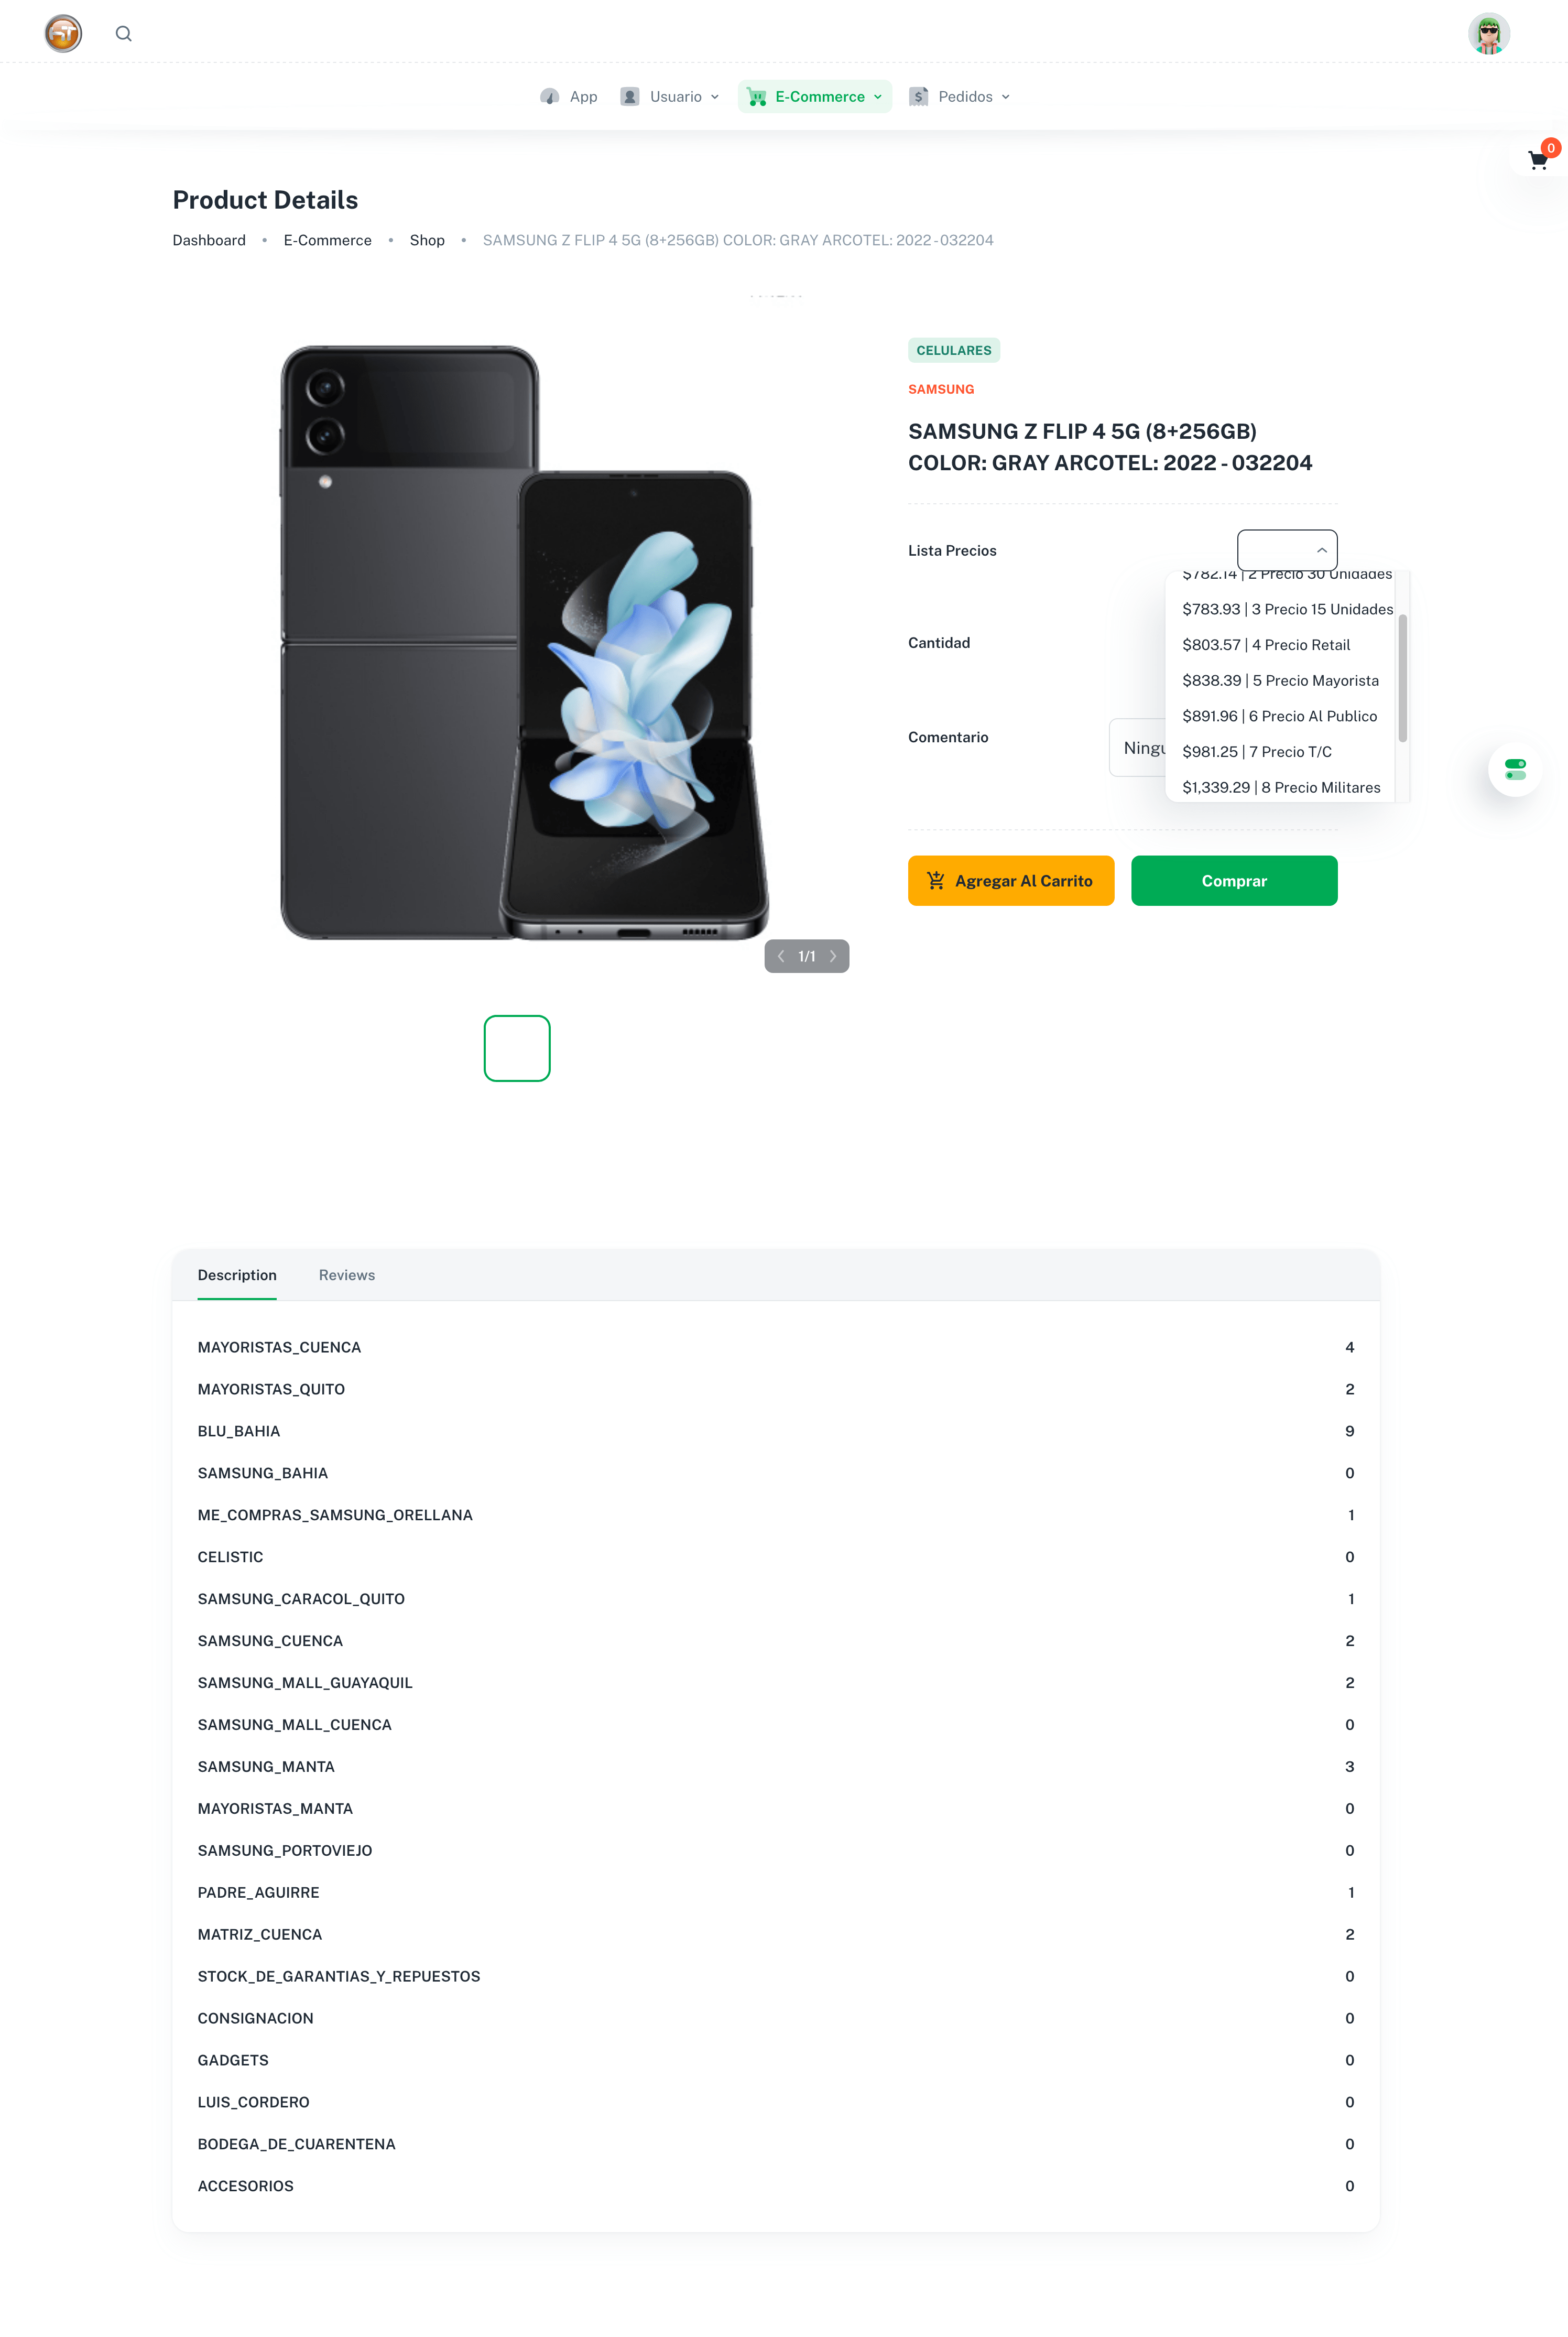 App
Usuario
E-Commerce
Pedidos
0
Product Details
Dashboard • E-Commerce • Shop • SAMSUNG Z FLIP 4 5G (8+256GB) COLOR: GRAY ARCOTEL: 2022 - 032204
CELULARES
SAMSUNG
SAMSUNG Z FLIP 4 5G (8+256GB)
COLOR: GRAY ARCOTEL: 2022 - 032204
Lista Precios
$782.14 | 2 Precio 30 Unidades
$783.93 | 3 Precio 15 Unidades
Cantidad
$803.57 | 4 Precio Retail
$838.39 | 5 Precio Mayorista
$891.96 | 6 Precio Al Publico
Comentario
Ningu
$981.25 | 7 Precio T/C
$1,339.29 | 8 Precio Militares
Agregar Al Carrito
Comprar
1/1
Description
Reviews
MAYORISTAS_CUENCA 4
MAYORISTAS_QUITO 2
BLU_BAHIA 9
SAMSUNG_BAHIA 0
ME_COMPRAS_SAMSUNG_ORELLANA 1
CELISTIC 0
SAMSUNG_CARACOL_QUITO 1
SAMSUNG_CUENCA 2
SAMSUNG_MALL_GUAYAQUIL 2
SAMSUNG_MALL_CUENCA 0
SAMSUNG_MANTA 3
MAYORISTAS_MANTA 0
SAMSUNG_PORTOVIEJO 0
PADRE_AGUIRRE 1
MATRIZ_CUENCA 2
STOCK_DE_GARANTIAS_Y_REPUESTOS 0
CONSIGNACION 0
GADGETS 0
LUIS_CORDERO 0
BODEGA_DE_CUARENTENA 0
ACCESORIOS 0